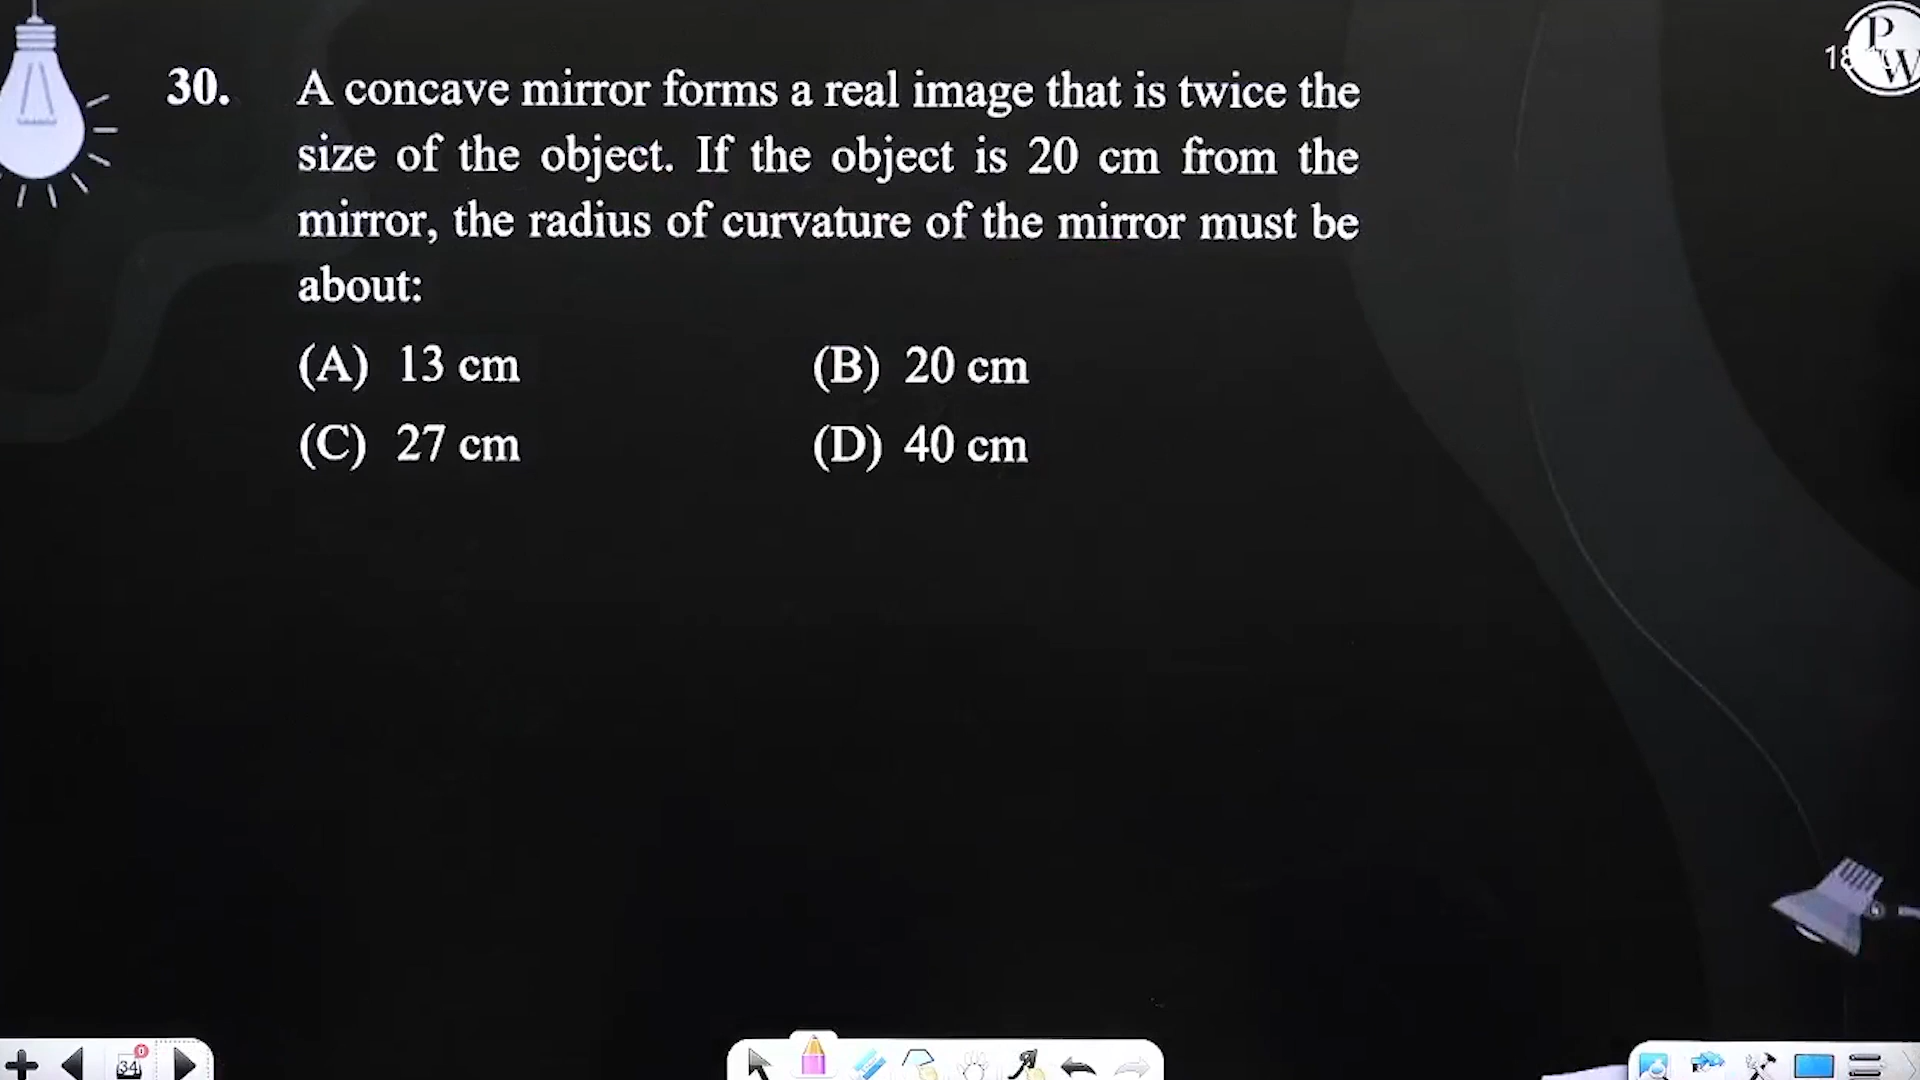 30. A concave mirror forms a real image that is twice the
size of the object. If the object is 20 cm from the
mirror, the radius of curvature of the mirror must be
about:
(A) 13 cm (B) 20 cm
(C) 27 cm (D) 40 cm
P
W
34